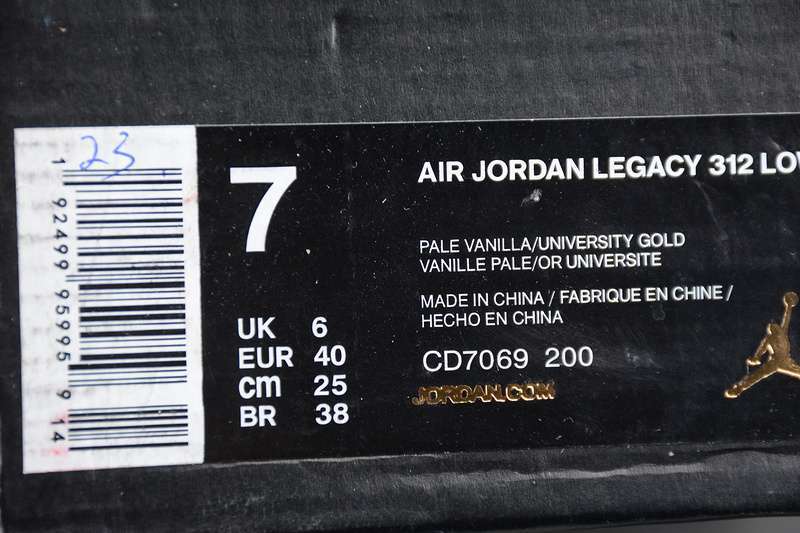 23
1 92499 95995 9 14
7
UK 6
EUR 40
cm 25
BR 38
AIR JORDAN LEGACY 312 LOW
PALE VANILLA/UNIVERSITY GOLD
VANILLE PALE/OR UNIVERSITE
MADE IN CHINA / FABRIQUE EN CHINE /
HECHO EN CHINA
CD7069 200
JORDAN.COM